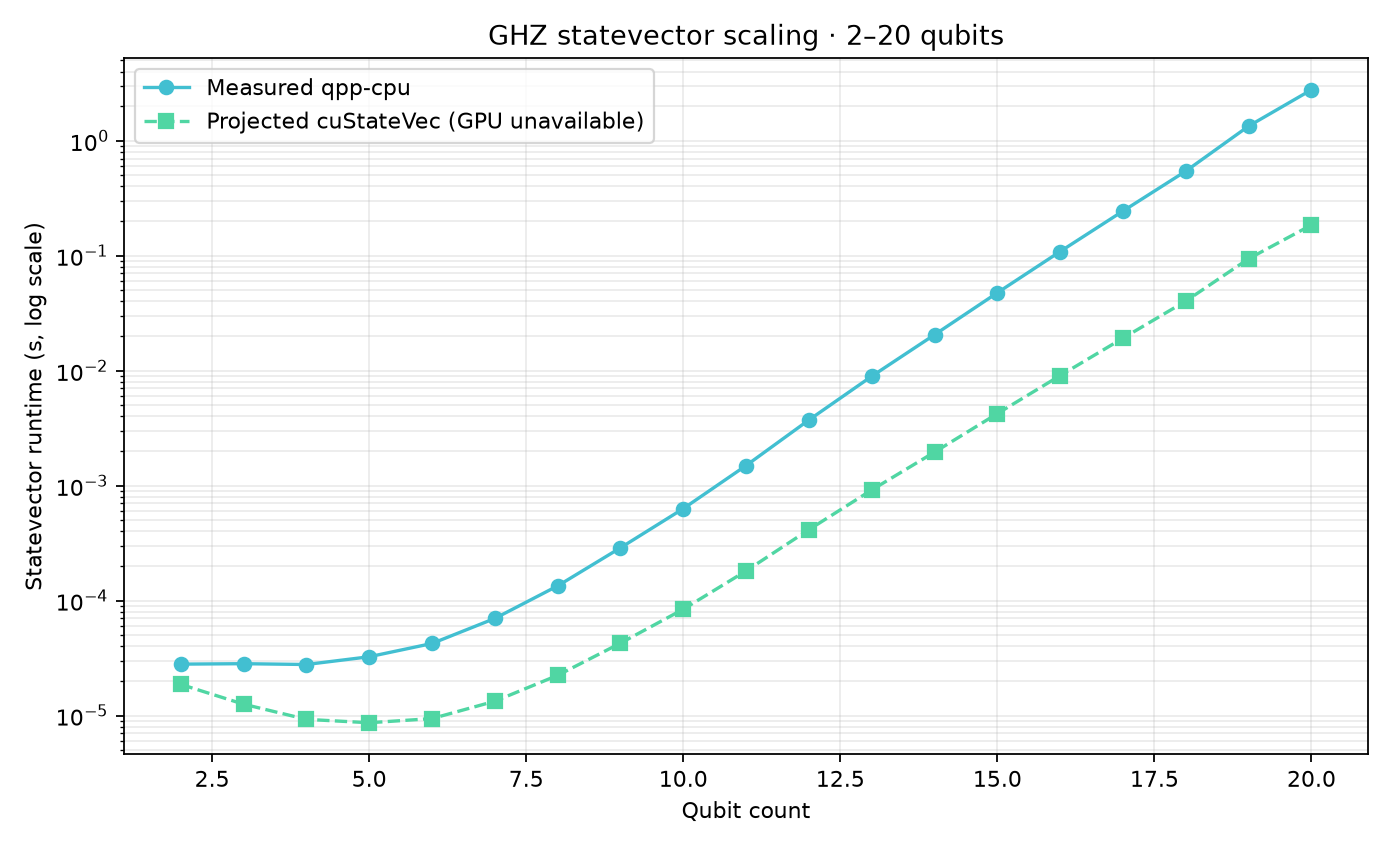 GHZ statevector scaling · 2–20 qubits
Measured qpp-cpu
Projected cuStateVec (GPU unavailable)
Statevector runtime (s, log scale)
10⁰
10⁻¹
10⁻²
10⁻³
10⁻⁴
10⁻⁵
2.5 5.0 7.5 10.0 12.5 15.0 17.5 20.0
Qubit count